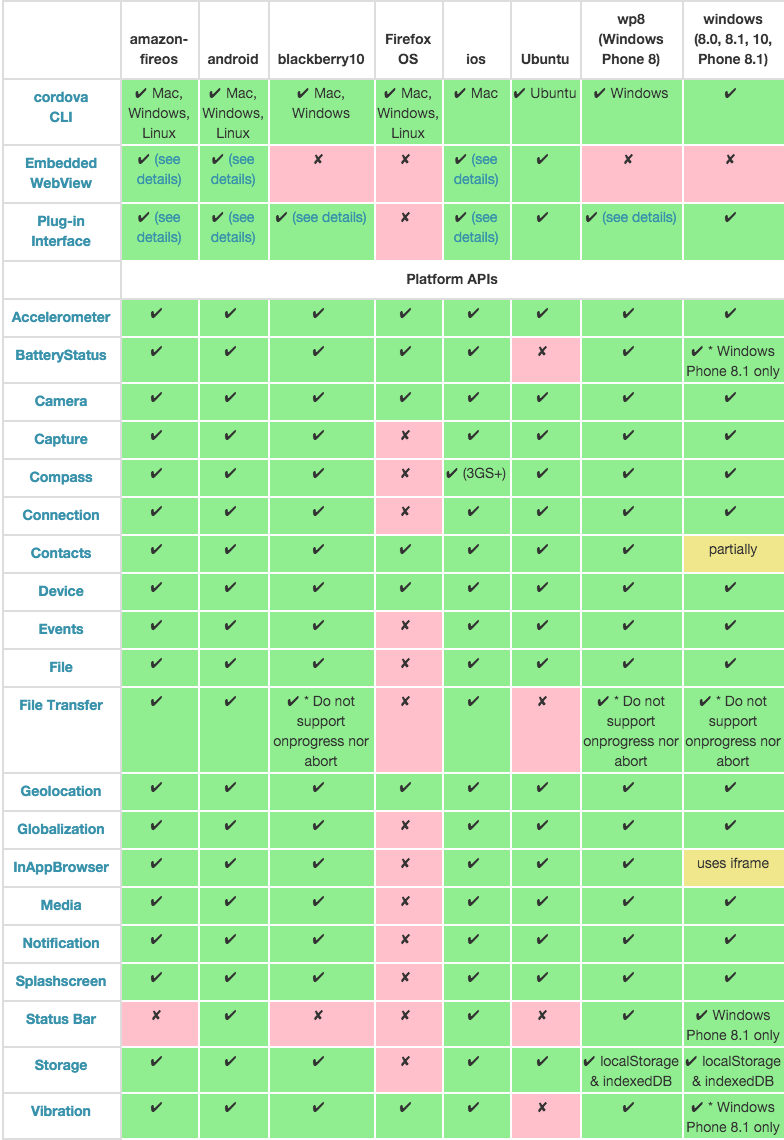 amazon-fireos android blackberry10 Firefox OS ios Ubuntu wp8 (Windows Phone 8) windows (8.0, 8.1, 10, Phone 8.1)
cordova CLI ✔ Mac, Windows, Linux ✔ Mac, Windows, Linux ✔ Mac, Windows ✔ Mac, Windows, Linux ✔ Mac ✔ Ubuntu ✔ Windows ✔
Embedded WebView ✔ (see details) ✔ (see details) ✘ ✘ ✔ (see details) ✔ ✘ ✘
Plug-in Interface ✔ (see details) ✔ (see details) ✔ (see details) ✘ ✔ (see details) ✔ ✔ (see details) ✔
Platform APIs
Accelerometer ✔ ✔ ✔ ✔ ✔ ✔ ✔ ✔
BatteryStatus ✔ ✔ ✔ ✔ ✔ ✘ ✔ ✔ * Windows Phone 8.1 only
Camera ✔ ✔ ✔ ✔ ✔ ✔ ✔ ✔
Capture ✔ ✔ ✔ ✘ ✔ ✔ ✔ ✔
Compass ✔ ✔ ✔ ✘ ✔ (3GS+) ✔ ✔ ✔
Connection ✔ ✔ ✔ ✘ ✔ ✔ ✔ ✔
Contacts ✔ ✔ ✔ ✔ ✔ ✔ ✔ partially
Device ✔ ✔ ✔ ✔ ✔ ✔ ✔ ✔
Events ✔ ✔ ✔ ✘ ✔ ✔ ✔ ✔
File ✔ ✔ ✔ ✘ ✔ ✔ ✔ ✔
File Transfer ✔ ✔ ✔ * Do not support onprogress nor abort ✘ ✔ ✘ ✔ * Do not support onprogress nor abort ✔ * Do not support onprogress nor abort
Geolocation ✔ ✔ ✔ ✔ ✔ ✔ ✔ ✔
Globalization ✔ ✔ ✔ ✘ ✔ ✔ ✔ ✔
InAppBrowser ✔ ✔ ✔ ✘ ✔ ✔ ✔ uses iframe
Media ✔ ✔ ✔ ✘ ✔ ✔ ✔ ✔
Notification ✔ ✔ ✔ ✘ ✔ ✔ ✔ ✔
Splashscreen ✔ ✔ ✔ ✘ ✔ ✔ ✔ ✔
Status Bar ✘ ✔ ✘ ✘ ✔ ✘ ✔ ✔ Windows Phone 8.1 only
Storage ✔ ✔ ✔ ✘ ✔ ✔ ✔ localStorage & indexedDB ✔ localStorage & indexedDB
Vibration ✔ ✔ ✔ ✔ ✔ ✘ ✔ ✔ * Windows Phone 8.1 only